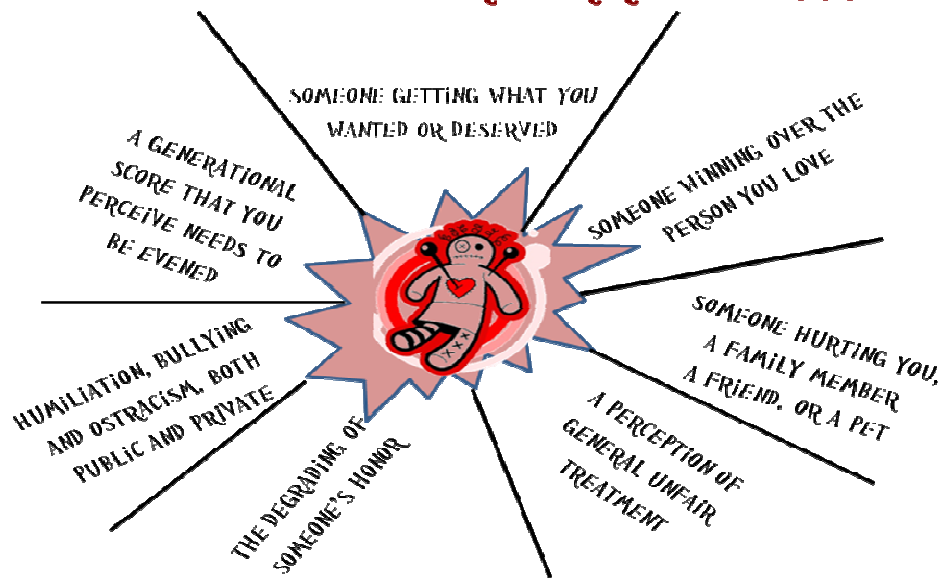 SOMEONE GETTING WHAT YOU
WANTED OR DESERVED
SOMEONE WINNING OVER THE
PERSON YOU LOVE
SOMEONE HURTING YOU,
A FAMILY MEMBER
A FRIEND, OR A PET
A PERCEPTION OF
GENERAL UNFAIR
TREATMENT
THE DEGRADING OF
SOMEONE'S HONOR
HUMILIATION, BULLYING
AND OSTRACISM, BOTH
PUBLIC AND PRIVATE
A GENERATIONAL
SCORE THAT YOU
PERCEIVE NEEDS TO
BE EVENED